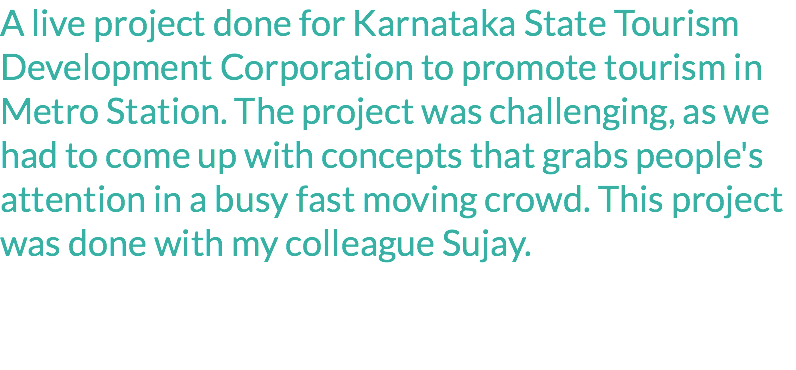 A live project done for Karnataka State Tourism
Development Corporation to promote tourism in
Metro Station. The project was challenging, as we
had to come up with concepts that grabs people's
attention in a busy fast moving crowd. This project
was done with my colleague Sujay.